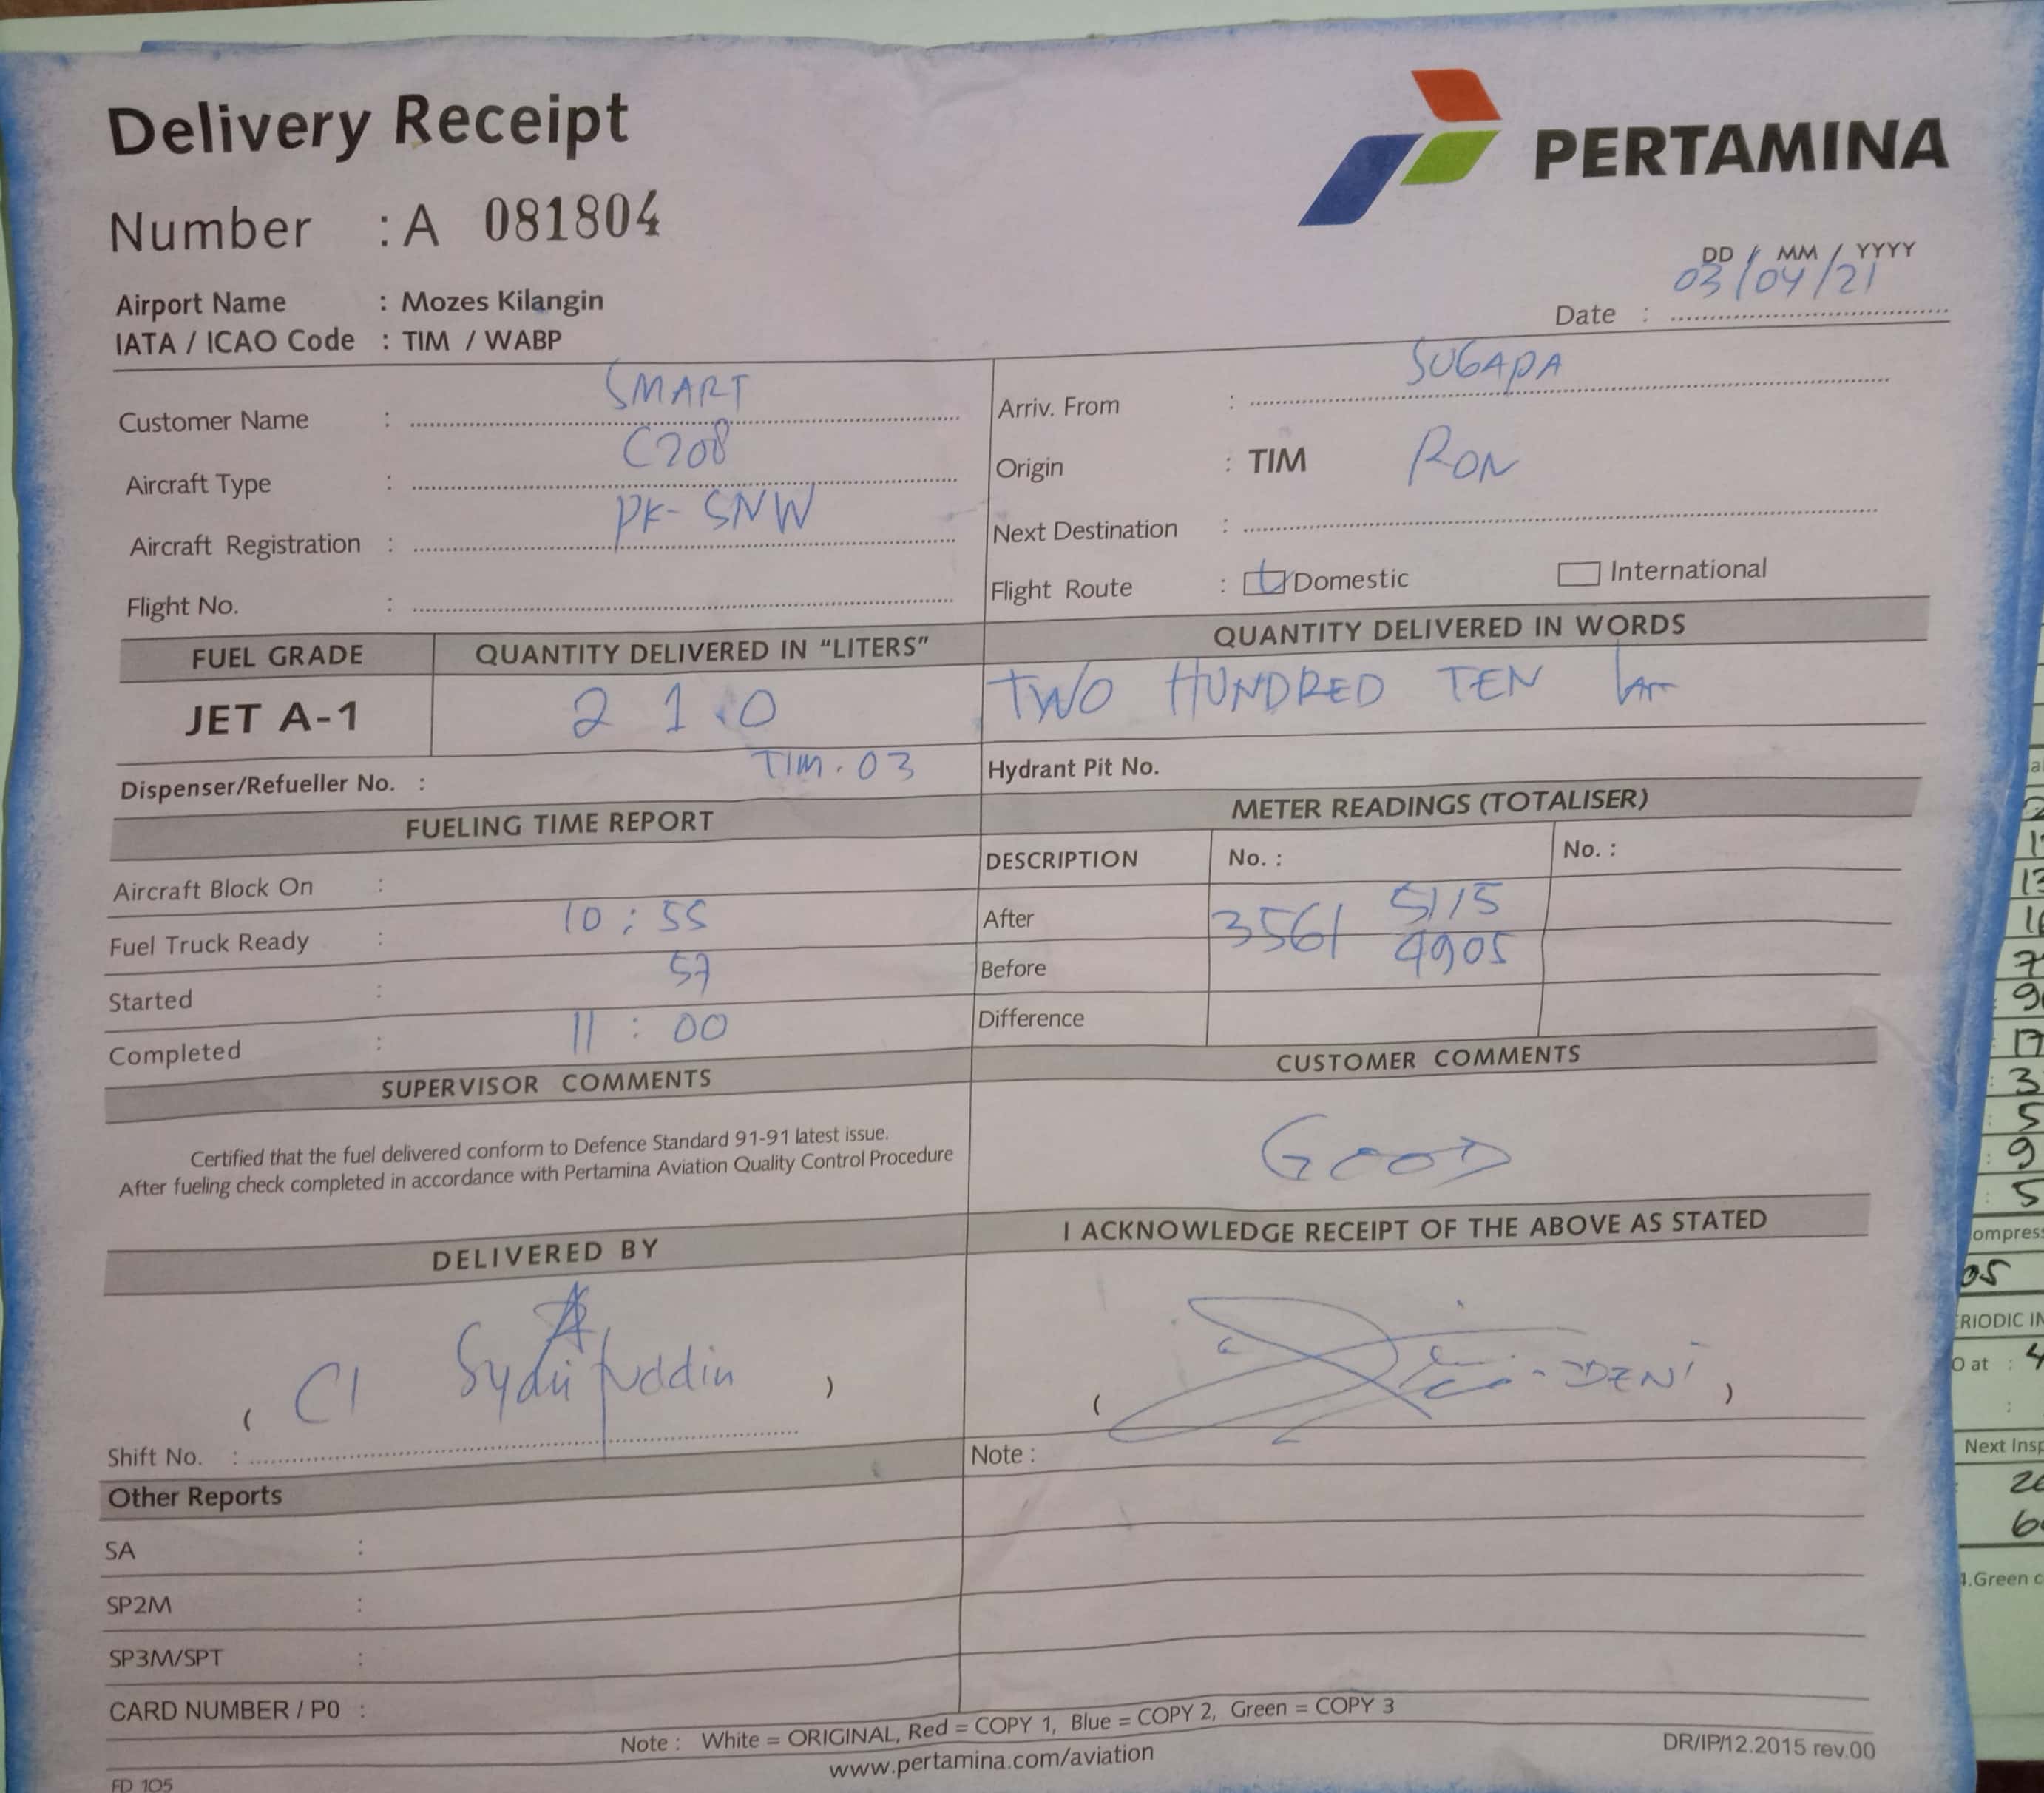 Delivery Receipt
PERTAMINA
Number : A 081804
DD / MM / YYYY
Date : 03/04/21
Airport Name : Mozes Kilangin
IATA / ICAO Code : TIM / WABP
Customer Name : SMART
Arriv. From : SUGAPA
Aircraft Type : C208
Origin : TIM RON
Aircraft Registration : PK-SNW
Next Destination :
Flight No. :
Flight Route : Domestic International
FUEL GRADE QUANTITY DELIVERED IN "LITERS" QUANTITY DELIVERED IN WORDS
JET A-1 2 1 0 TWO HUNDRED TEN
Dispenser/Refueller No. : TIM.03
Hydrant Pit No.
FUELING TIME REPORT
METER READINGS (TOTALISER)
DESCRIPTION No. : No. :
Aircraft Block On :
Fuel Truck Ready : 10 : 55
After 3561 5115
Started : 57
Before 4905
Completed : 11 : 00
Difference
SUPERVISOR COMMENTS
CUSTOMER COMMENTS
Certified that the fuel delivered conform to Defence Standard 91-91 latest issue.
After fueling check completed in accordance with Pertamina Aviation Quality Control Procedure
GOOD
DELIVERED BY
I ACKNOWLEDGE RECEIPT OF THE ABOVE AS STATED
( )
( DENI )
Shift No. :
Note :
Other Reports
SA :
SP2M :
SP3M/SPT :
CARD NUMBER / P0 :
Note : White = ORIGINAL, Red = COPY 1, Blue = COPY 2, Green = COPY 3
www.pertamina.com/aviation
DR/IP/12.2015 rev.00
FD 105
Next Insp